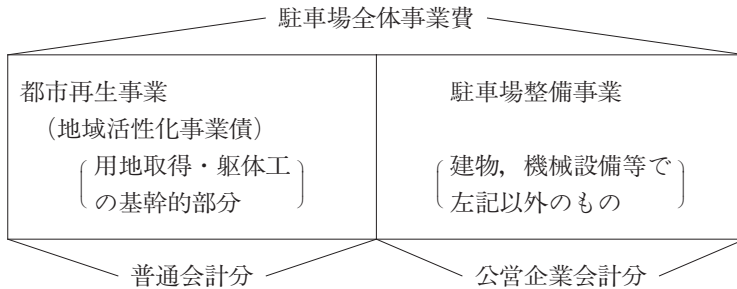 駐車場全体事業費
都市再生事業
(地域活性化事業債)
用地取得・躯体工
の基幹的部分
駐車場整備事業
建物，機械設備等で
左記以外のもの
普通会計分
公営企業会計分